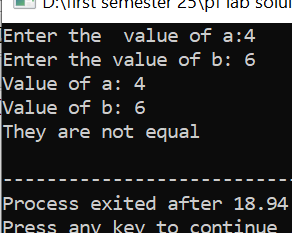 D:\first semester 25\pf lab solu
Enter the  value of a:4
Enter the value of b: 6
Value of a: 4
Value of b: 6
They are not equal
--------------------------------
Process exited after 18.94
Press any key to continue